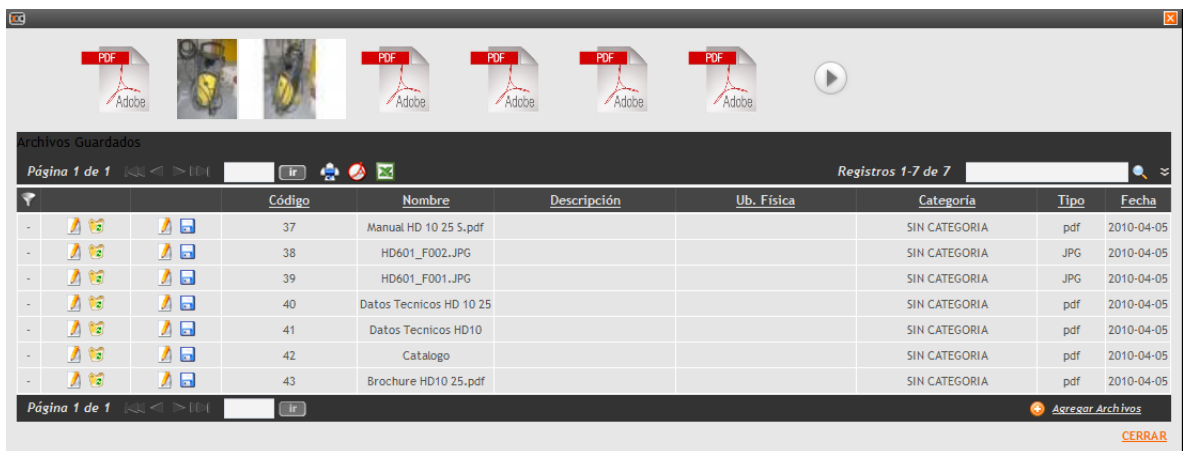 PDF PDF PDF PDF PDF
Adobe Adobe Adobe Adobe Adobe
Archivos Guardados
Página 1 de 1 ir Registros 1-7 de 7
Código Nombre Descripción Ub. Física Categoría Tipo Fecha
- 37 Manual HD 10 25 S.pdf SIN CATEGORIA pdf 2010-04-05
- 38 HD601_F002.JPG SIN CATEGORIA JPG 2010-04-05
- 39 HD601_F001.JPG SIN CATEGORIA JPG 2010-04-05
- 40 Datos Tecnicos HD 10 25 SIN CATEGORIA pdf 2010-04-05
- 41 Datos Tecnicos HD10 SIN CATEGORIA pdf 2010-04-05
- 42 Catalogo SIN CATEGORIA pdf 2010-04-05
- 43 Brochure HD10 25.pdf SIN CATEGORIA pdf 2010-04-05
Página 1 de 1 ir Agregar Archivos
CERRAR